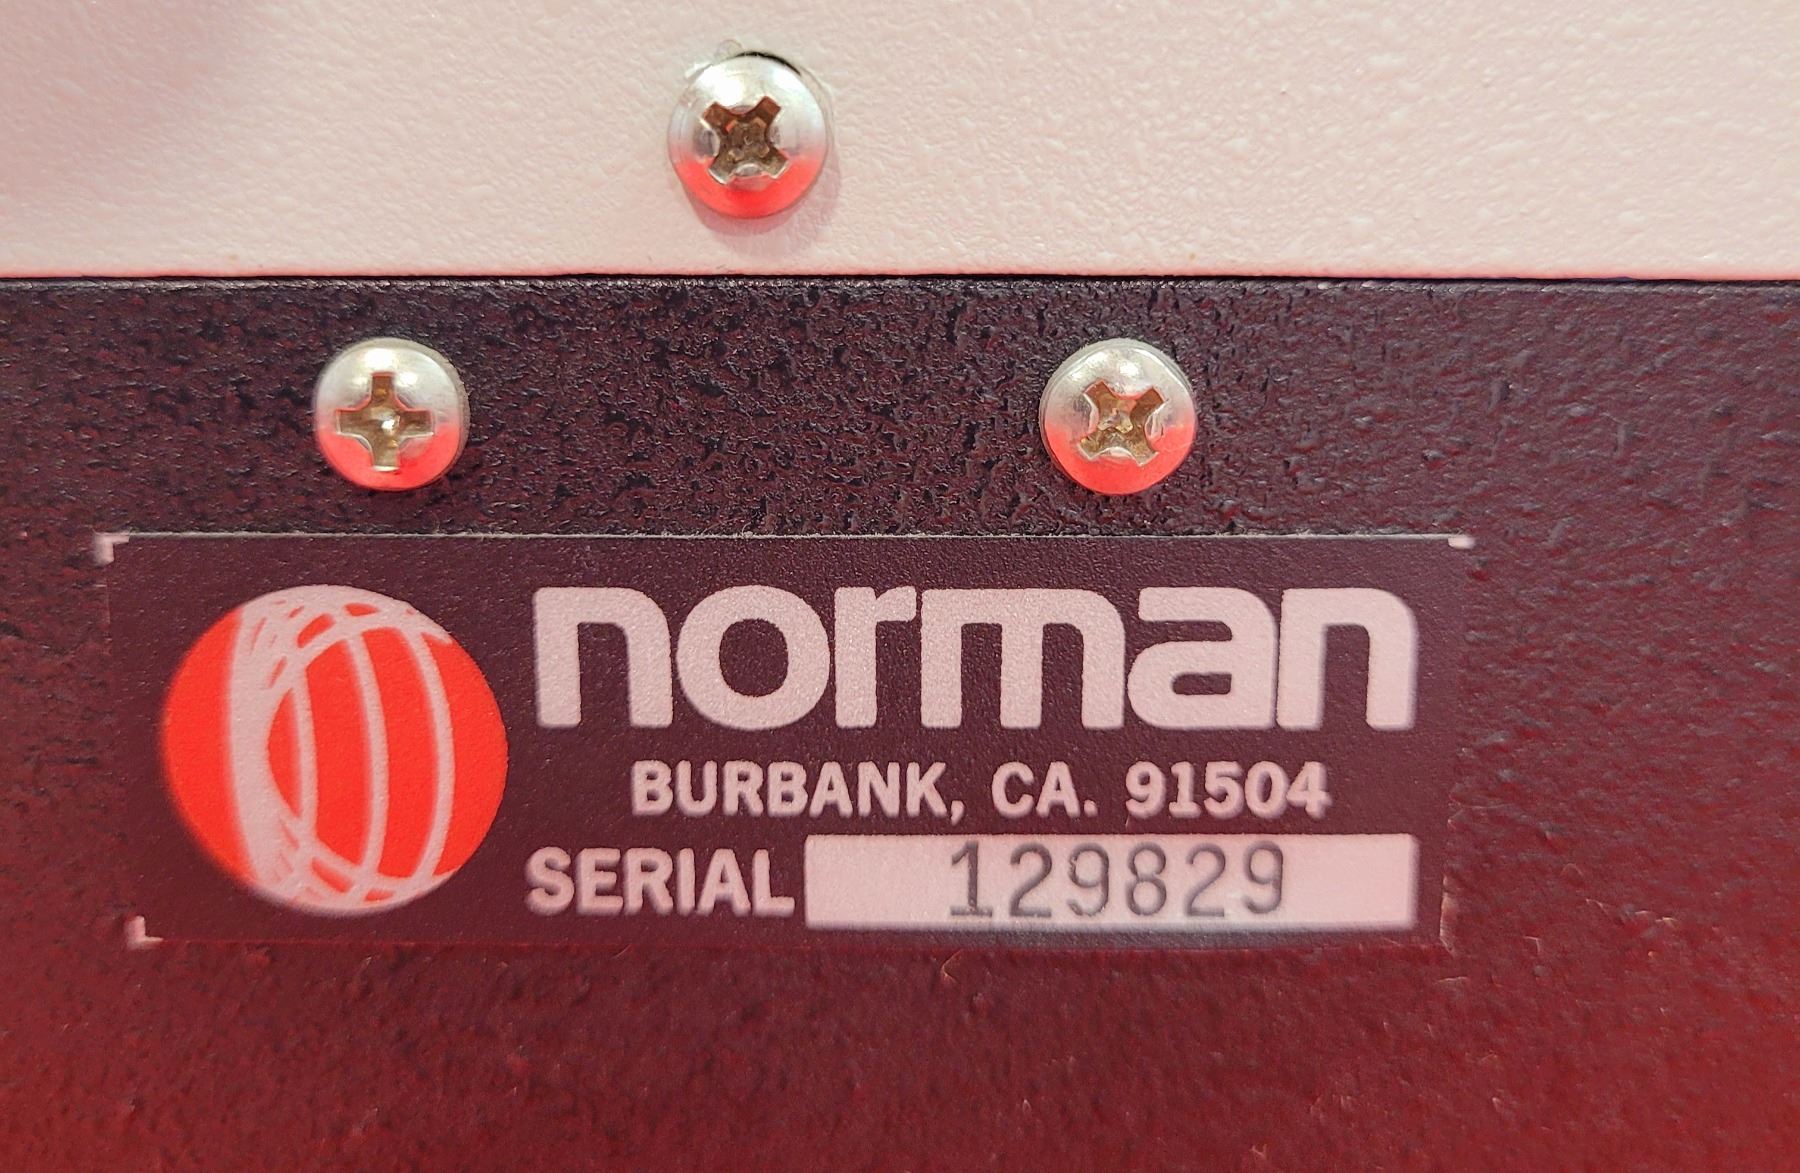 norman
BURBANK, CA. 91504
SERIAL 129829